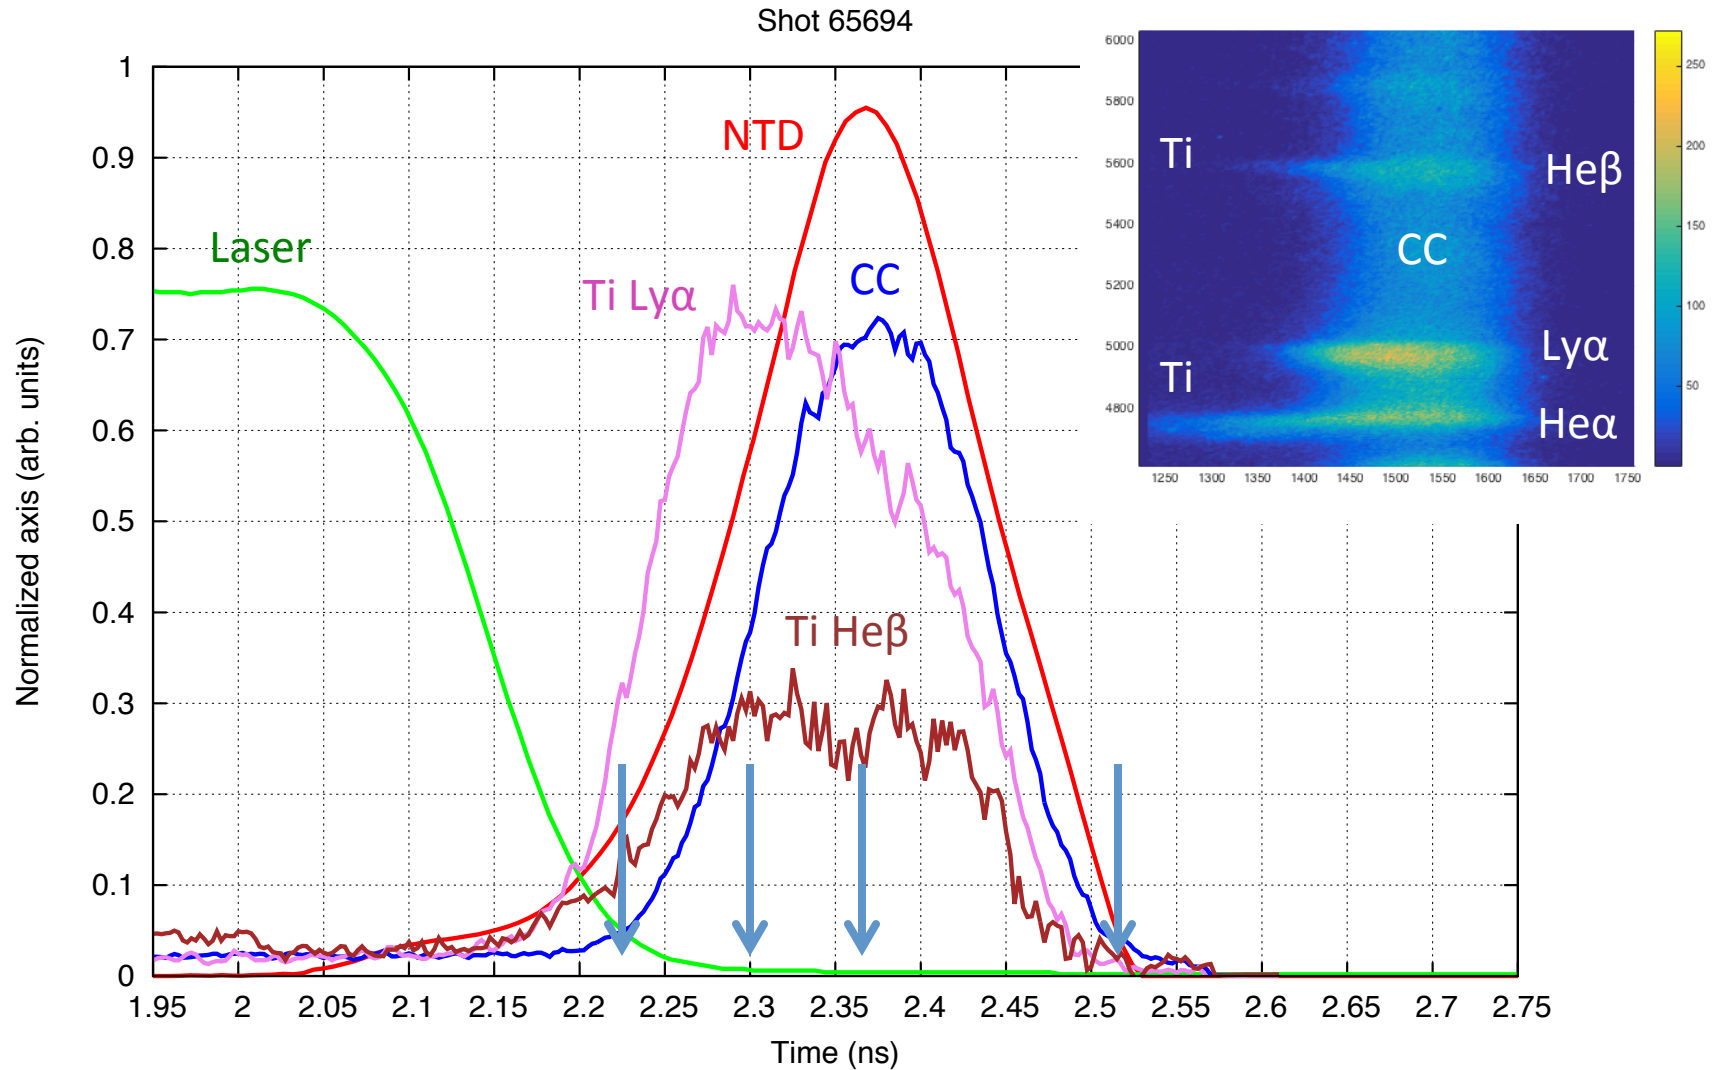 Shot 65694
Normalized axis (arb. units)
1
0.9
0.8
0.7
0.6
0.5
0.4
0.3
0.2
0.1
0
1.95 2 2.05 2.1 2.15 2.2 2.25 2.3 2.35 2.4 2.45 2.5 2.55 2.6 2.65 2.7 2.75
Time (ns)
Laser
Ti Lyα
NTD
CC
Ti Heβ
6000
5800
5600
5400
5200
5000
4800
1250 1300 1350 1400 1450 1500 1550 1600 1650 1700 1750
Ti
Heβ
CC
Lyα
Ti
Heα
250
200
150
100
50